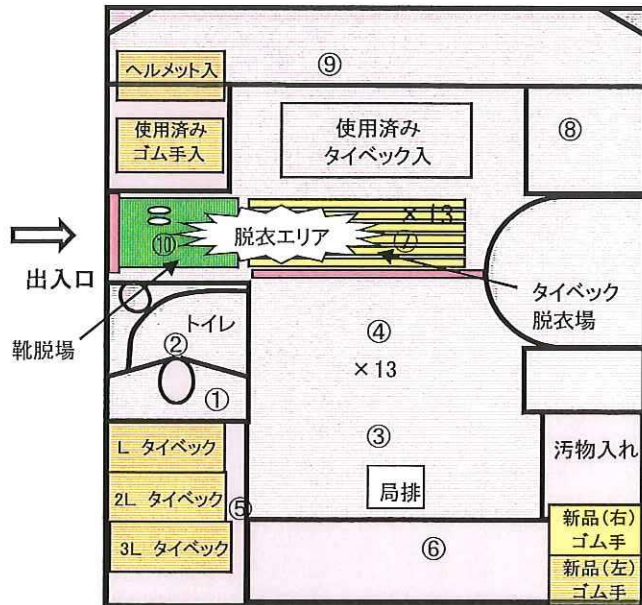 ⑨
ヘルメット入
使用済み
ゴム手入
使用済み
タイベック入
⑧
×13
脱衣エリア
⑩
⑦
出入口
靴脱場
タイベック
脱衣場
トイレ
②
①
④
×13
③
局排
L タイベック
2L タイベック
3L タイベック
⑤
⑥
汚物入れ
新品(右)
ゴム手
新品(左)
ゴム手